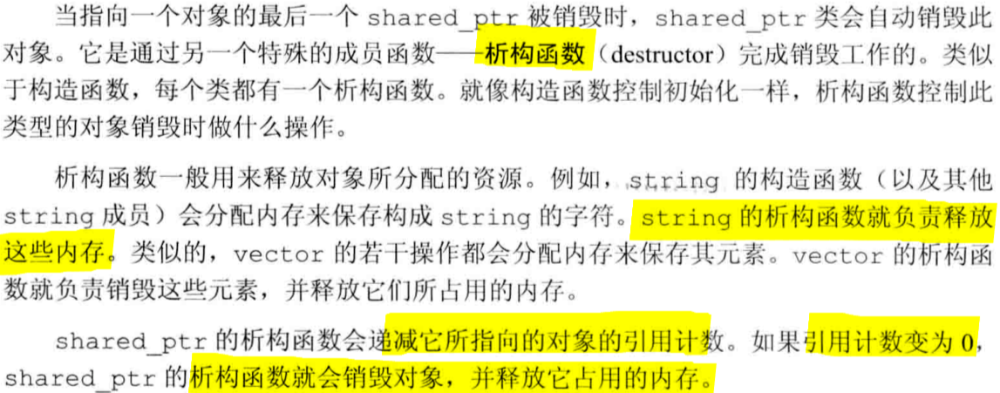 当指向一个对象的最后一个 shared_ptr 被销毁时，shared_ptr 类会自动销毁此
对象。它是通过另一个特殊的成员函数——析构函数（destructor）完成销毁工作的。类似
于构造函数，每个类都有一个析构函数。就像构造函数控制初始化一样，析构函数控制此
类型的对象销毁时做什么操作。
析构函数一般用来释放对象所分配的资源。例如，string 的构造函数（以及其他
string 成员）会分配内存来保存构成 string 的字符。string 的析构函数就负责释放
这些内存。类似的，vector 的若干操作都会分配内存来保存其元素。vector 的析构函
数就负责销毁这些元素，并释放它们所占用的内存。
shared_ptr 的析构函数会递减它所指向的对象的引用计数。如果引用计数变为 0，
shared_ptr 的析构函数就会销毁对象，并释放它占用的内存。